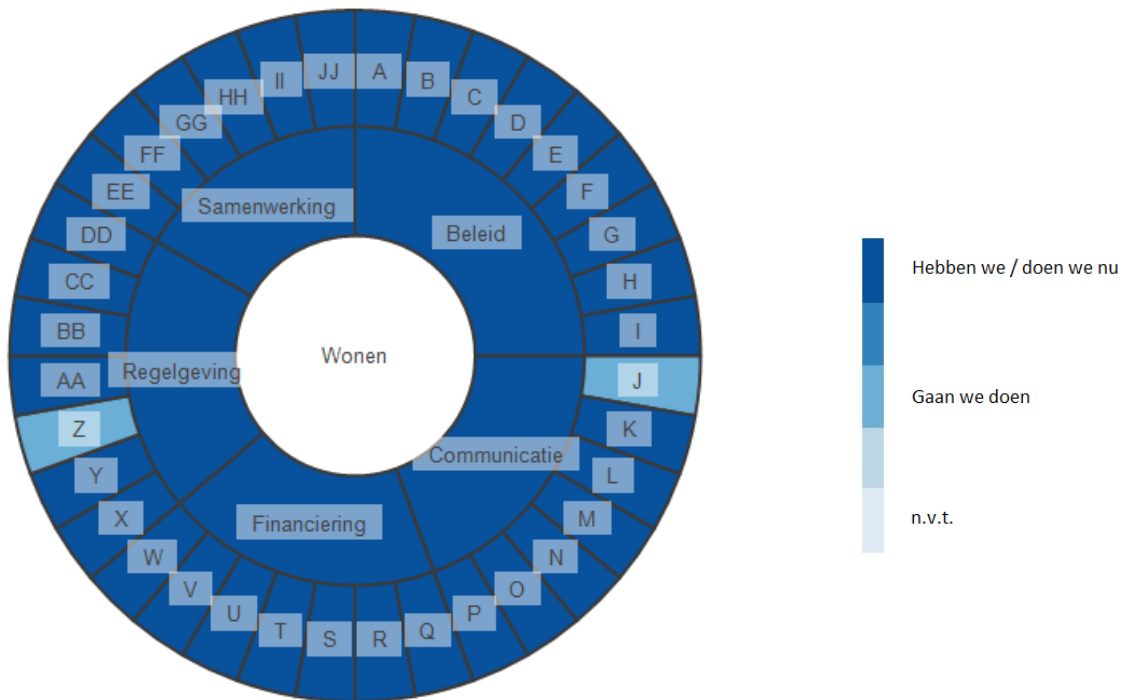 A
B
C
D
E
F
G
H
I
J
K
L
M
N
O
P
Q
R
S
T
U
V
W
X
Y
Z
AA
BB
CC
DD
EE
FF
GG
HH
II
JJ
Beleid
Communicatie
Financiering
Regelgeving
Samenwerking
Wonen
Hebben we / doen we nu
Gaan we doen
n.v.t.